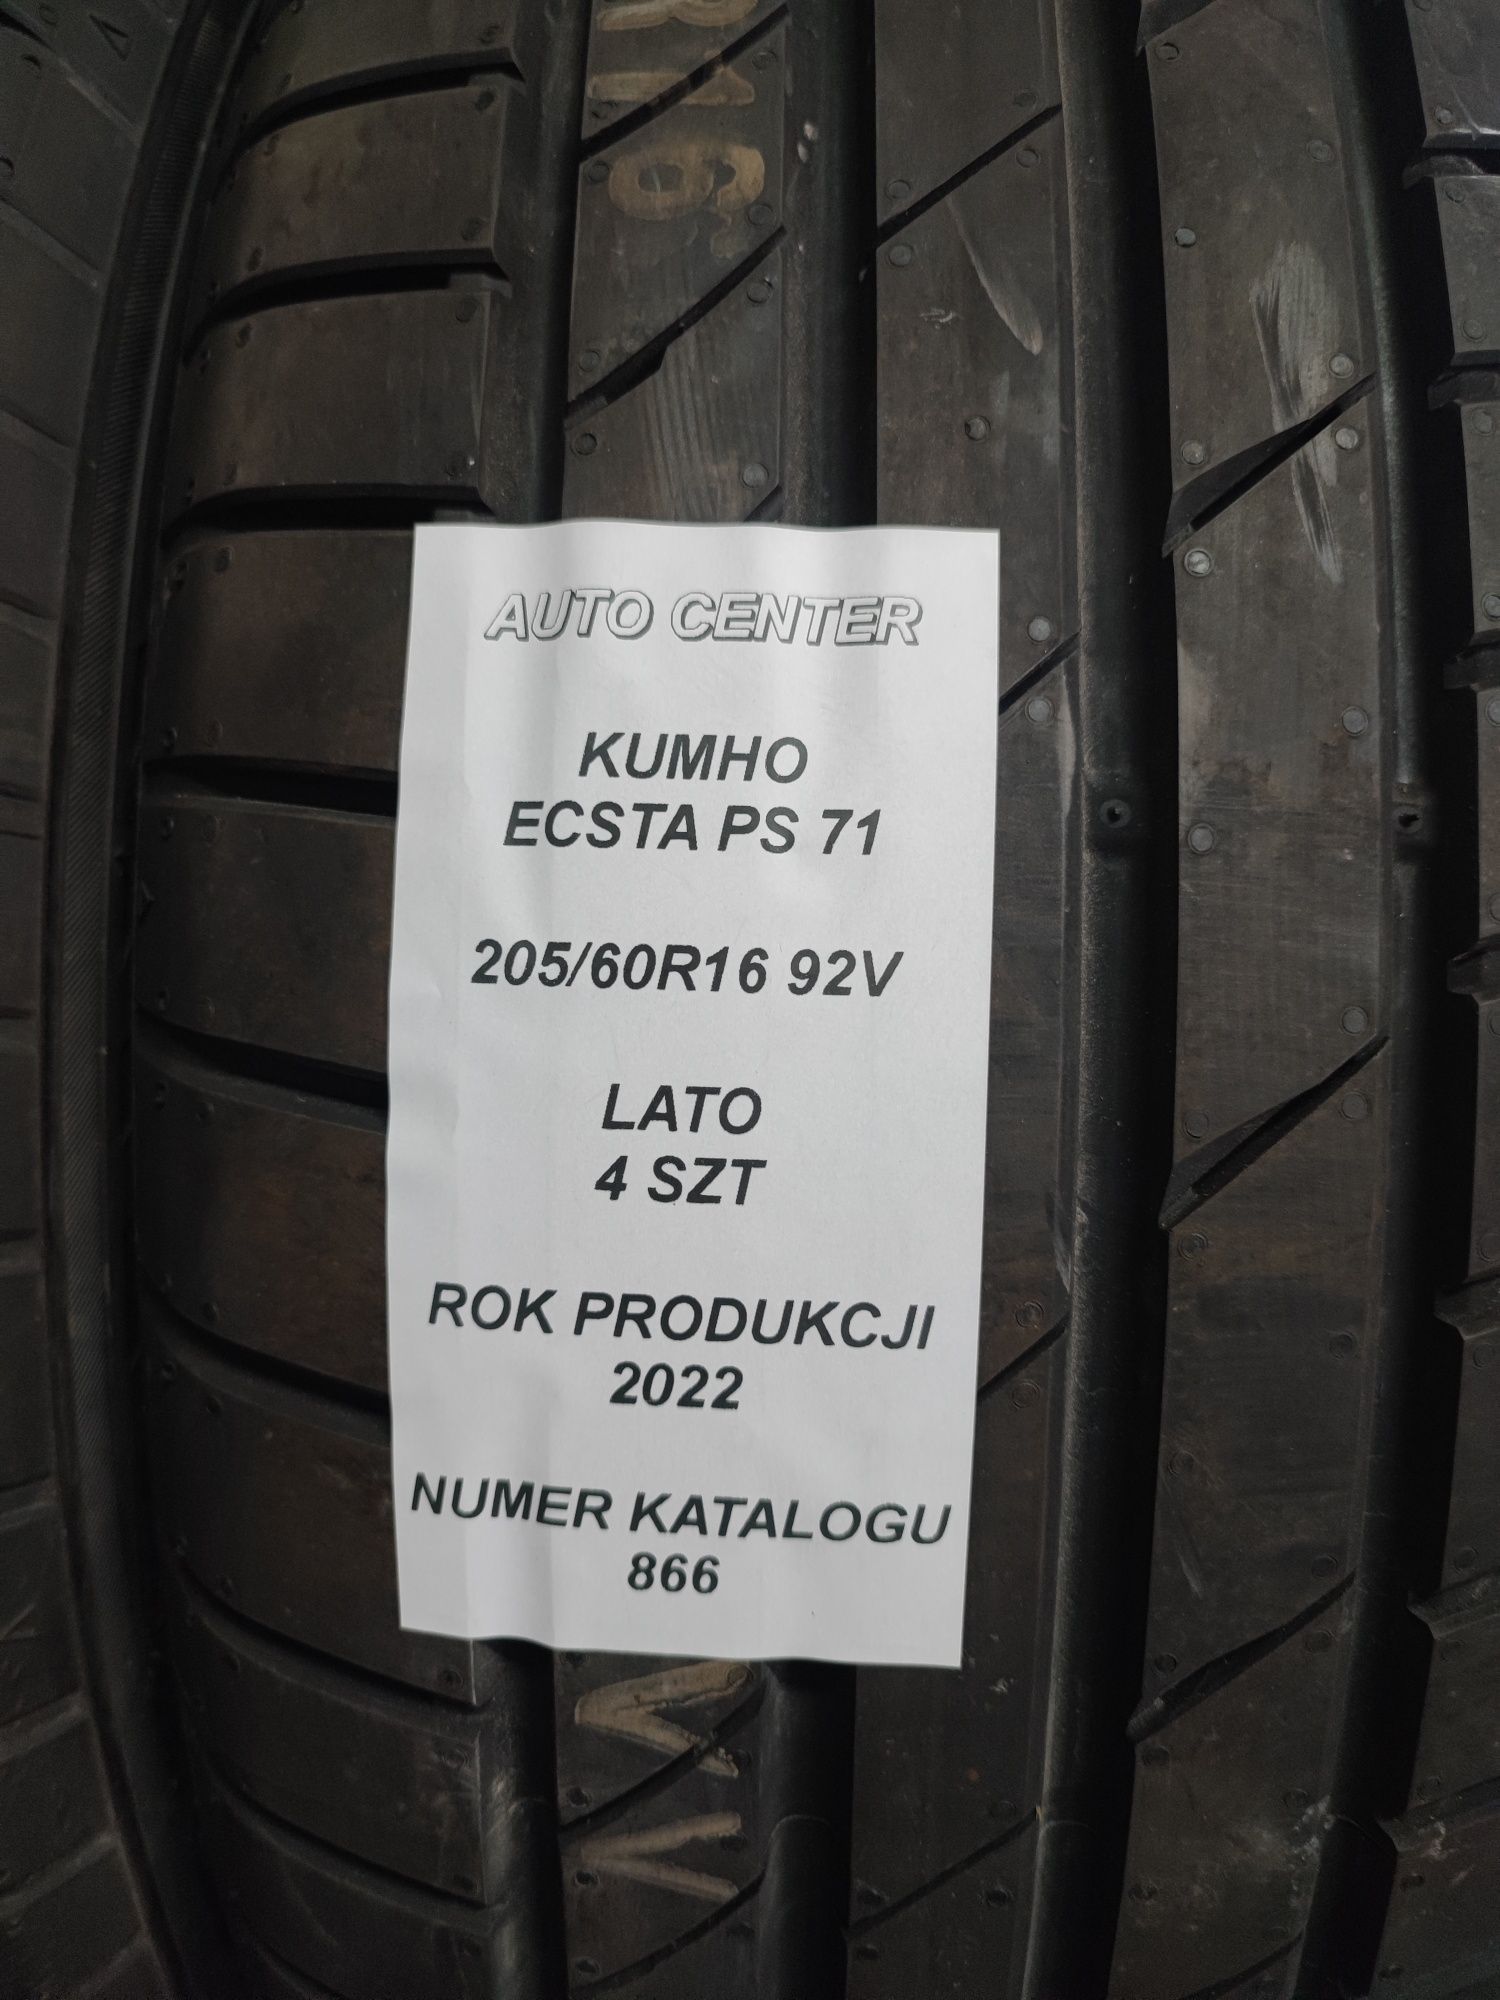 AUTO CENTER
KUMHO
ECSTA PS 71
205/60R16 92V
LATO
4 SZT
ROK PRODUKCJI
2022
NUMER KATALOGU
866